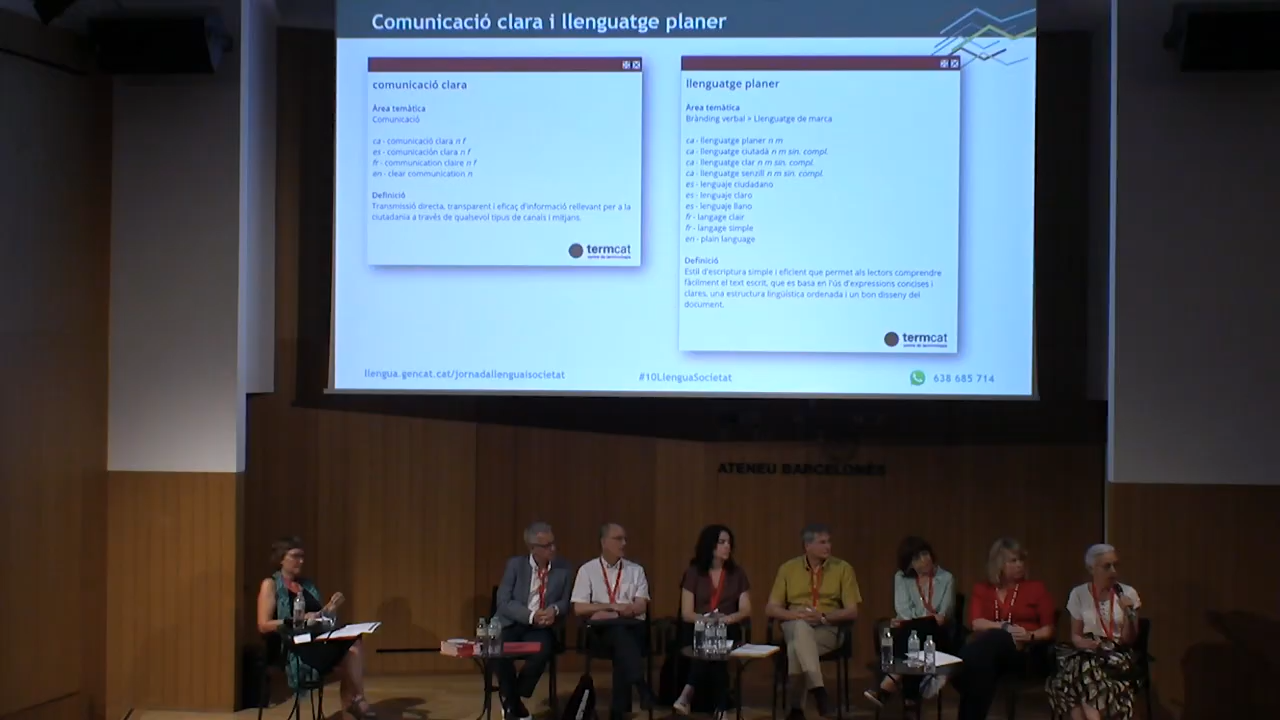 Comunicació clara i llenguatge planer
comunicació clara
Àrea temàtica
Comunicació
ca - comunicació clara n f
es - comunicación clara n f
fr - communication claire n f
en - clear communication n
Definició
Transmissió directa, transparent i eficaç d'informació rellevant per a la
ciutadania a través de qualsevol tipus de canals i mitjans.
termcat
centre de terminologia
llenguatge planer
Àrea temàtica
Brànding verbal > Llenguatge de marca
ca - llenguatge planer n m
ca - llenguatge ciutadà n m sin. compl.
ca - llenguatge clar n m sin. compl.
ca - llenguatge senzill n m sin. compl.
es - lenguaje ciudadano
es - lenguaje claro
es - lenguaje llano
fr - langage clair
fr - langage simple
en - plain language
Definició
Estil d'escriptura simple i eficient que permet als lectors comprendre
fàcilment el text escrit, que es basa en l'ús d'expressions concises i
clares, una estructura lingüística ordenada i un bon disseny del
document.
termcat
centre de terminologia
llengua.gencat.cat/jornadallenguaisocietat
#10LlenguaSocietat
638 685 714
ATENEU BARCELONÈS